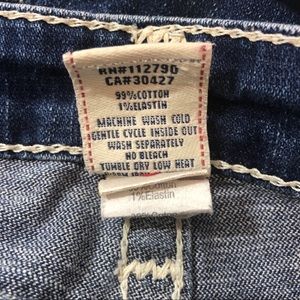 RN#112790
CA#30427
99%COTTON
1%ELASTIN
MACHINE WASH COLD
GENTLE CYCLE INSIDE OUT
WASH SEPARATELY
NO BLEACH
TUMBLE DRY LOW HEAT
Cotton
1%Elastin